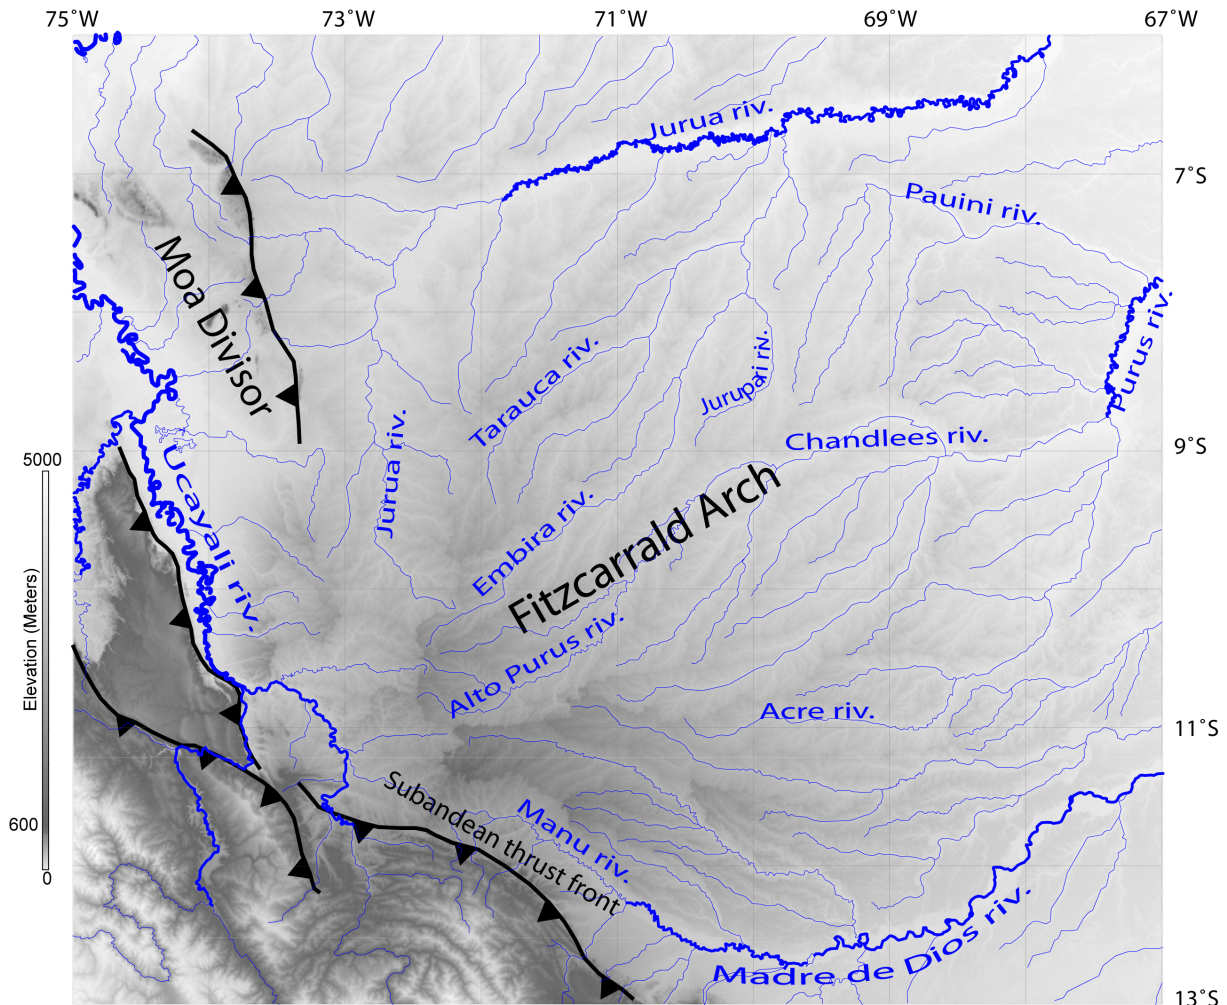 75°W
73°W
71°W
69°W
67°W
Jurua riv.
7°S
Pauini riv.
Moa Divisor
Purus riv.
Tarauca riv.
Jurupari riv.
Chandlees riv.
9°S
5000
Ucayali riv.
Jurua riv.
Embira riv.
Fitzcarrald Arch
Elevation (Meters)
Alto Purus riv.
Acre riv.
11°S
600
0
Subandean thrust front
Manu riv.
Madre de Dios riv.
13°S